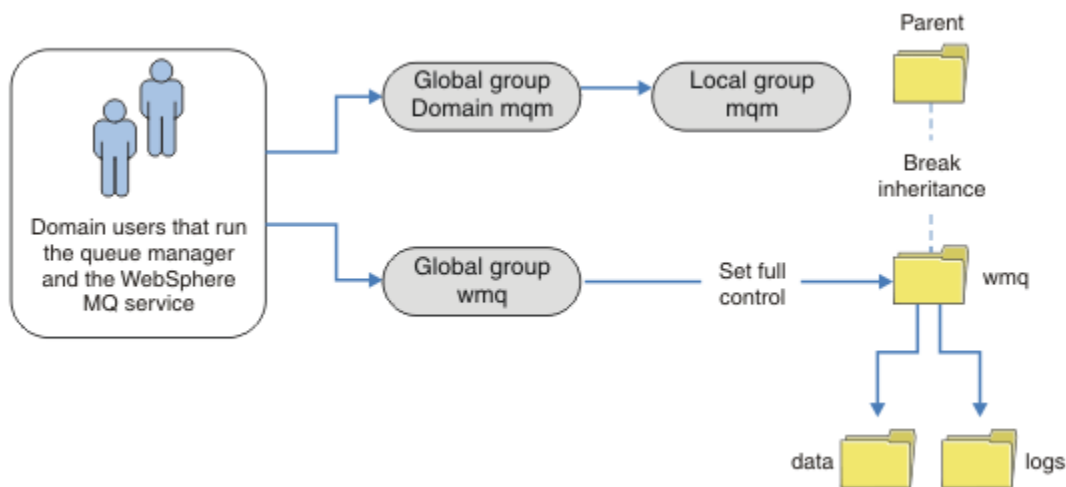 Parent
Global group
Domain mqm
Local group
mqm
Break
inheritance
Domain users that run
the queue manager
and the WebSphere
MQ service
Global group
wmq
Set full
control
wmq
data
logs